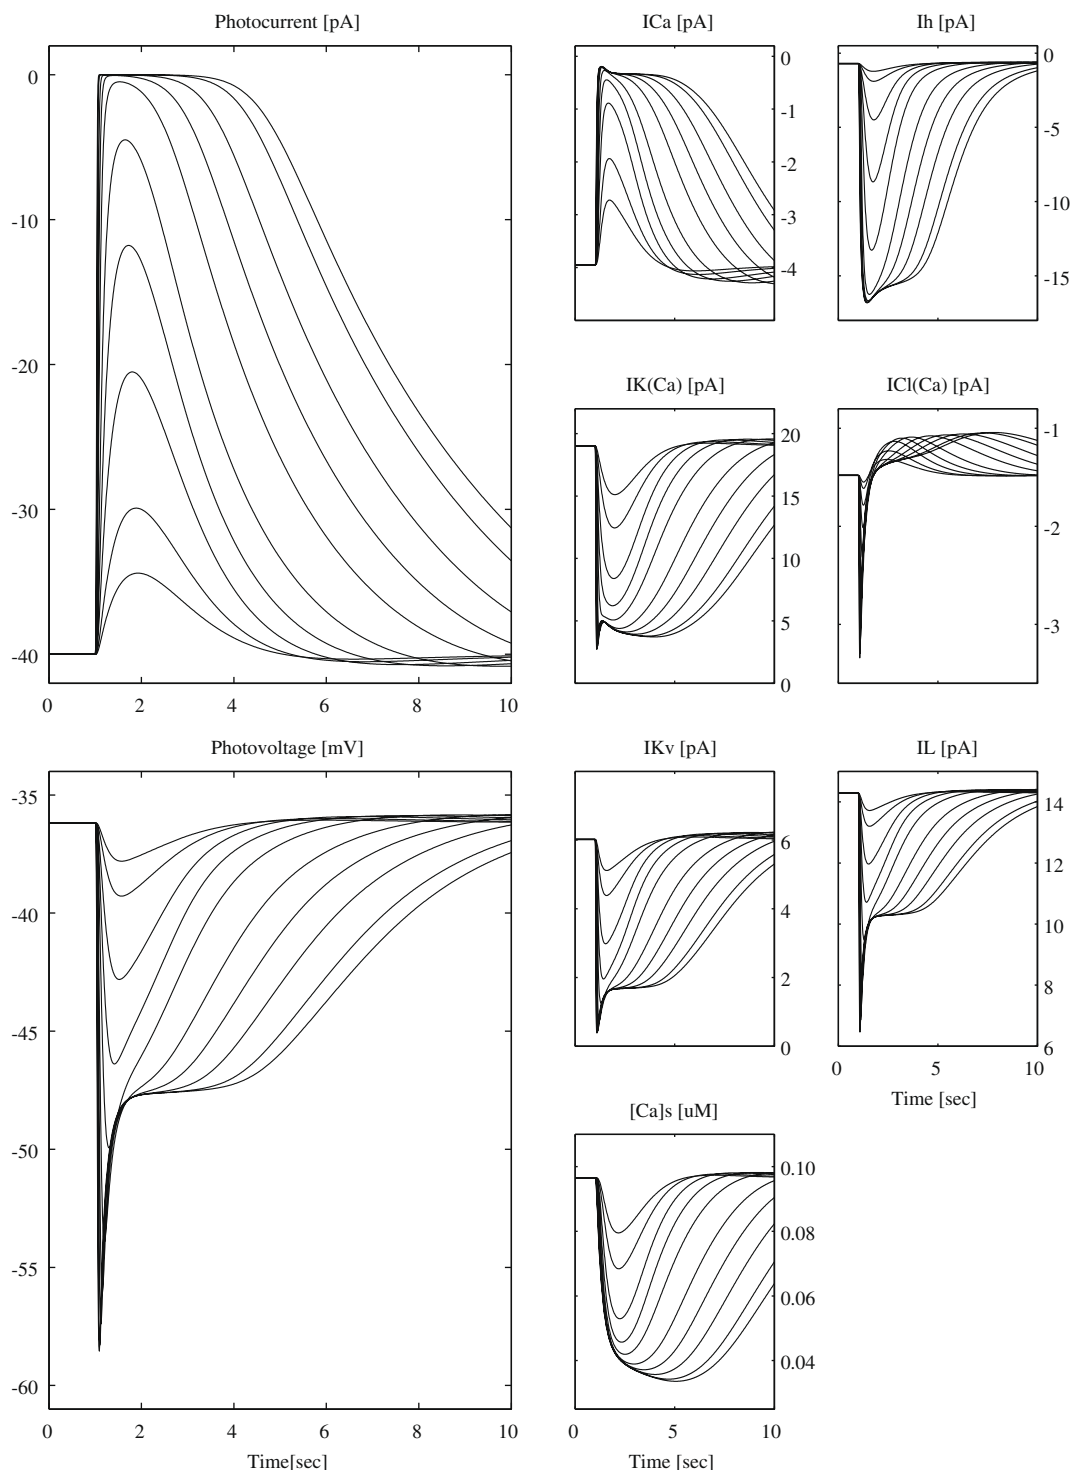 Photocurrent [pA]
0
-10
-20
-30
-40
0 2 4 6 8 10
ICa [pA]
0
-1
-2
-3
-4
Ih [pA]
0
-5
-10
-15
IK(Ca) [pA]
20
15
10
5
0
ICl(Ca) [pA]
-1
-2
-3
Photovoltage [mV]
-35
-40
-45
-50
-55
-60
0 2 4 6 8 10
Time[sec]
IKv [pA]
6
4
2
0
IL [pA]
14
12
10
8
6
0 5 10
Time [sec]
[Ca]s [uM]
0.10
0.08
0.06
0.04
0 5 10
Time [sec]